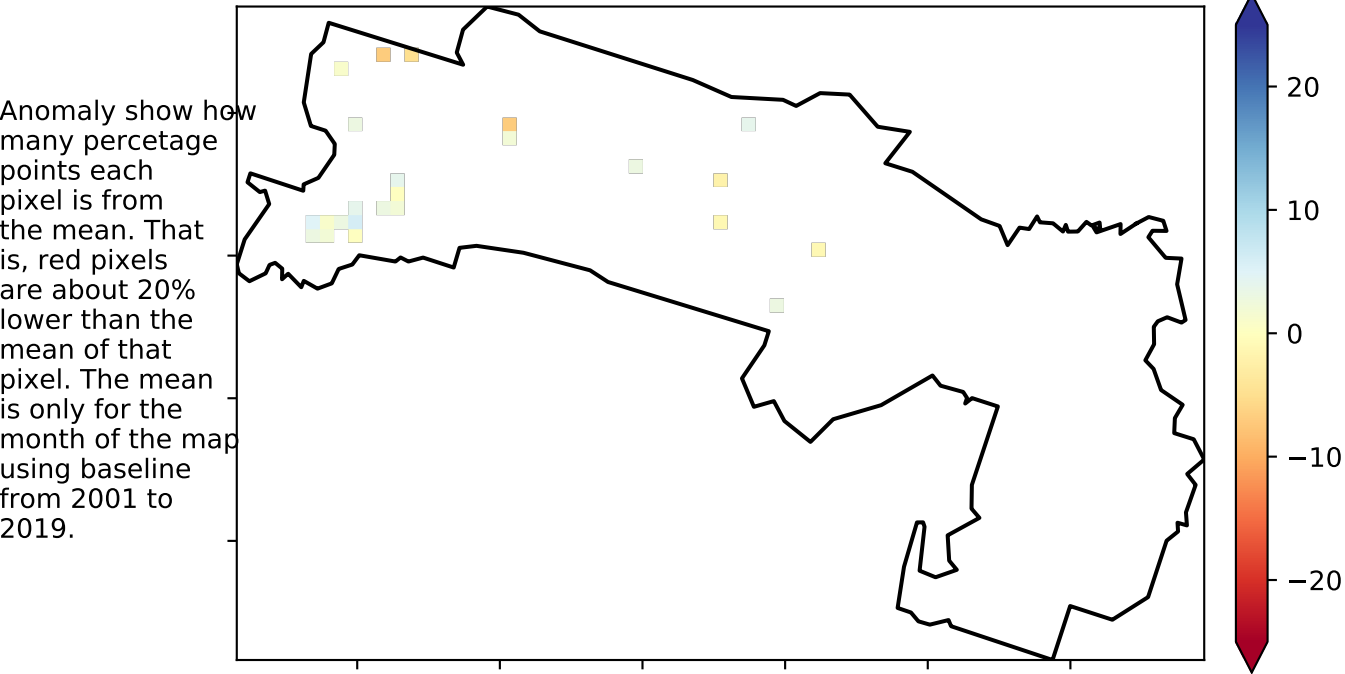 Anomaly show how
many percetage
points each
pixel is from
the mean. That
is, red pixels
are about 20%
lower than the
mean of that
pixel. The mean
is only for the
month of the map
using baseline
from 2001 to
2019.
20
10
0
−10
−20